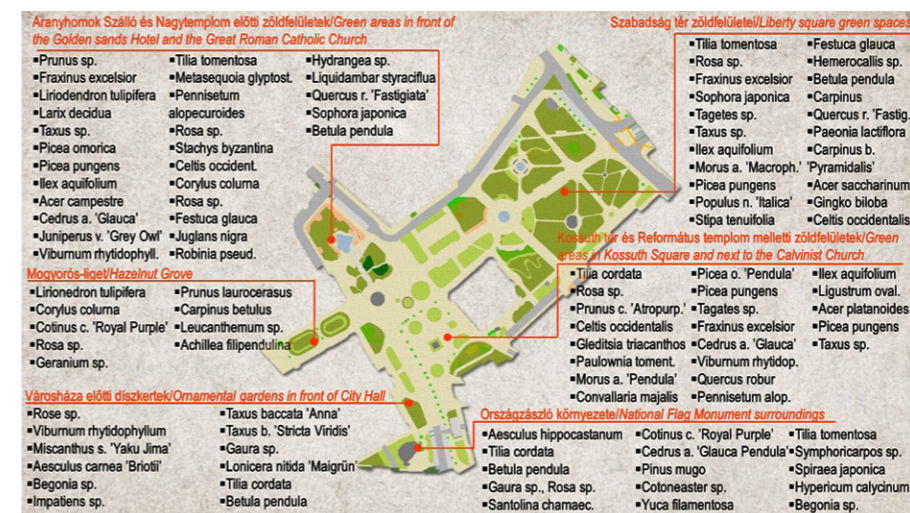 Aranyhomok Szálló és Nagytemplom előtti zöldfelületek/Green areas in front of
the Golden sands Hotel and the Great Roman Catholic Church
▪Prunus sp.
▪Fraxinus excelsior
▪Liriodendron tulipifera
▪Larix decidua
▪Taxus sp.
▪Picea omorica
▪Picea pungens
▪Ilex aquifolium
▪Acer campestre
▪Cedrus a. 'Glauca'
▪Juniperus v. 'Grey Owl'
▪Viburnum rhytidophyll.
▪Tilia tomentosa
▪Metasequoia glyptost.
▪Pennisetum
alopecuroides
▪Rosa sp.
▪Stachys byzantina
▪Celtis occident.
▪Corylus colurna
▪Rosa sp.
▪Festuca glauca
▪Juglans nigra
▪Robinia pseud.
▪Hydrangea sp.
▪Liquidambar styraciflua
▪Quercus r. 'Fastigiata'
▪Sophora japonica
▪Betula pendula
Szabadság tér zöldfelületei/Liberty square green spaces
▪Tilia tomentosa
▪Rosa sp.
▪Fraxinus excelsior
▪Sophora japonica
▪Tagetes sp.
▪Taxus sp.
▪Ilex aquifolium
▪Morus a. 'Macroph.'
▪Picea pungens
▪Populus n. 'Italica'
▪Stipa tenuifolia
▪Festuca glauca
▪Hemerocallis sp.
▪Betula pendula
▪Carpinus
▪Quercus r. 'Fastig.
▪Paeonia lactiflora
▪Carpinus b.
'Pyramidalis'
▪Acer saccharinum
▪Gingko biloba
▪Celtis occidentalis
Kossuth tér és Református templom melletti zöldfelületek/Green
areas in Kossuth Square and next to the Calvinist Church
▪Tilia cordata
▪Rosa sp.
▪Prunus c. 'Atropurp.'
▪Celtis occidentalis
▪Gleditsia triacanthos
▪Paulownia toment.
▪Morus a. 'Pendula'
▪Convallaria majalis
▪Picea o. 'Pendula'
▪Picea pungens
▪Tagates sp.
▪Fraxinus excelsior
▪Cedrus a. 'Glauca'
▪Viburnum rhytidop.
▪Quercus robur
▪Pennisetum alop.
▪Ilex aquifolium
▪Ligustrum oval.
▪Acer platanoides
▪Picea pungens
▪Taxus sp.
Mogyorós-liget/Hazelnut Grove
▪Lirionedron tulipifera
▪Corylus colurna
▪Cotinus c. 'Royal Purple'
▪Rosa sp.
▪Geranium sp.
▪Prunus laurocerasus
▪Carpinus betulus
▪Leucanthemum sp.
▪Achillea filipendulina
Városháza előtti díszkertek/Ornamental gardens in front of City Hall
▪Rose sp.
▪Viburnum rhytidophyllum
▪Miscanthus s. 'Yaku Jima'
▪Aesculus carnea 'Briotii'
▪Begonia sp.
▪Impatiens sp.
▪Taxus baccata 'Anna'
▪Taxus b. 'Stricta Viridis'
▪Gaura sp.
▪Lonicera nitida 'Maigrün'
▪Tilia cordata
▪Betula pendula
Országzászló környezete/National Flag Monument surroundings
▪Aesculus hippocastanum
▪Tilia cordata
▪Betula pendula
▪Gaura sp., Rosa sp.
▪Santolina chamaec.
▪Cotinus c. 'Royal Purple'
▪Cedrus a. 'Glauca Pendula'
▪Pinus mugo
▪Cotoneaster sp.
▪Yuca filamentosa
▪Tilia tomentosa
▪Symphoricarpos sp.
▪Spiraea japonica
▪Hypericum calycinum
▪Begonia sp.